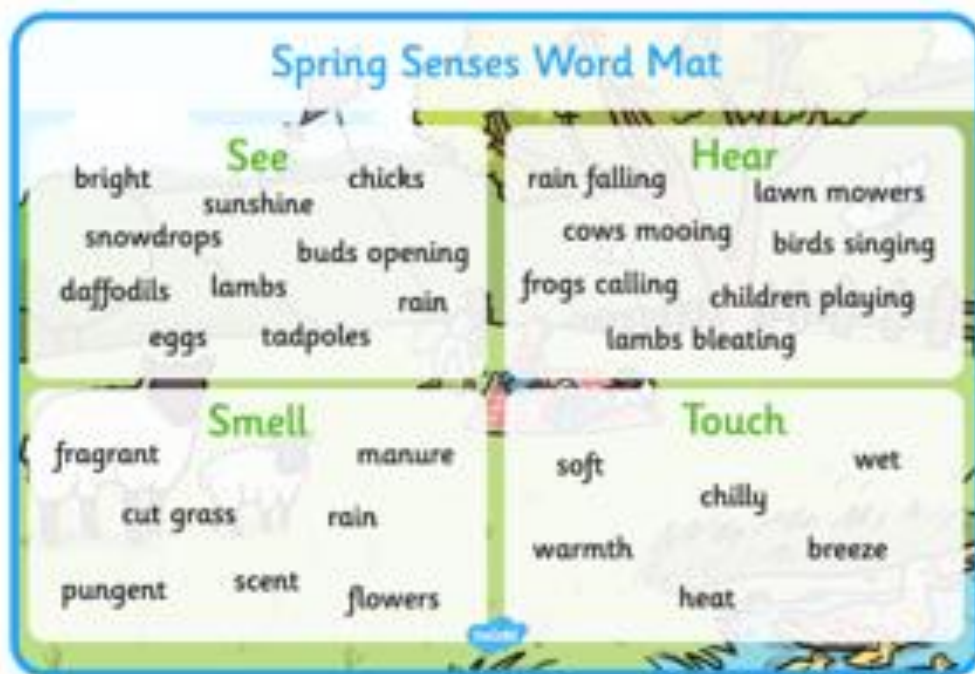 Spring Senses Word Mat
See
bright
chicks
sunshine
snowdrops
buds opening
daffodils
lambs
rain
eggs
tadpoles
Hear
rain falling
lawn mowers
cows mooing
birds singing
frogs calling
children playing
lambs bleating
Smell
fragrant
manure
cut grass
rain
pungent
scent
flowers
Touch
soft
wet
chilly
warmth
breeze
heat